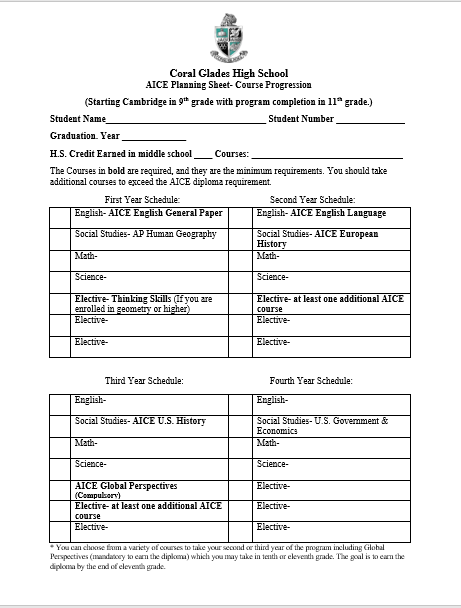 Coral Glades High School
AICE Planning Sheet- Course Progression
(Starting Cambridge in 9th grade with program completion in 11th grade.)
Student Name______________________________ Student Number _____________
Graduation. Year _____________
H.S. Credit Earned in middle school ____ Courses: ______________________________
The Courses in bold are required, and they are the minimum requirements. You should take
additional courses to exceed the AICE diploma requirement.
First Year Schedule:
English- AICE English General Paper
Social Studies- AP Human Geography
Math-
Science-
Elective- Thinking Skills (If you are
enrolled in geometry or higher)
Elective-
Elective-
Second Year Schedule:
English- AICE English Language
Social Studies- AICE European
History
Math-
Science-
Elective- at least one additional AICE
course
Elective-
Elective-
Third Year Schedule:
English-
Social Studies- AICE U.S. History
Math-
Science-
AICE Global Perspectives
(Compulsory)
Elective- at least one additional AICE
course
Elective-
Fourth Year Schedule:
English-
Social Studies- U.S. Government &
Economics
Math-
Science-
Elective-
Elective-
Elective-
* You can choose from a variety of courses to take your second or third year of the program including Global
Perspectives (mandatory to earn the diploma) which you may take in tenth or eleventh grade. The goal is to earn the
diploma by the end of eleventh grade.